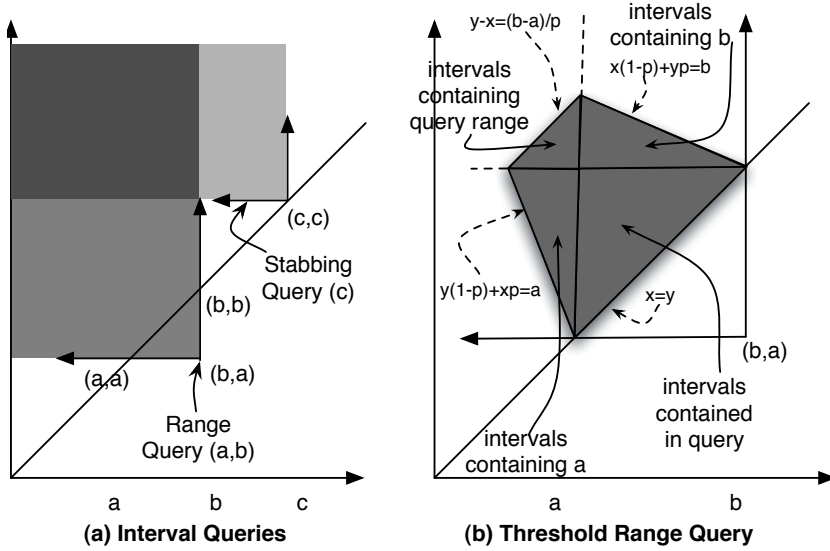 (c,c)
Stabbing
Query (c)
(b,b)
(a,a)
(b,a)
Range
Query (a,b)
a
b
c
(a) Interval Queries
y-x=(b-a)/p
intervals
containing b
x(1-p)+yp=b
intervals
containing
query range
y(1-p)+xp=a
x=y
(b,a)
intervals
contained
in query
intervals
containing a
a
b
(b) Threshold Range Query